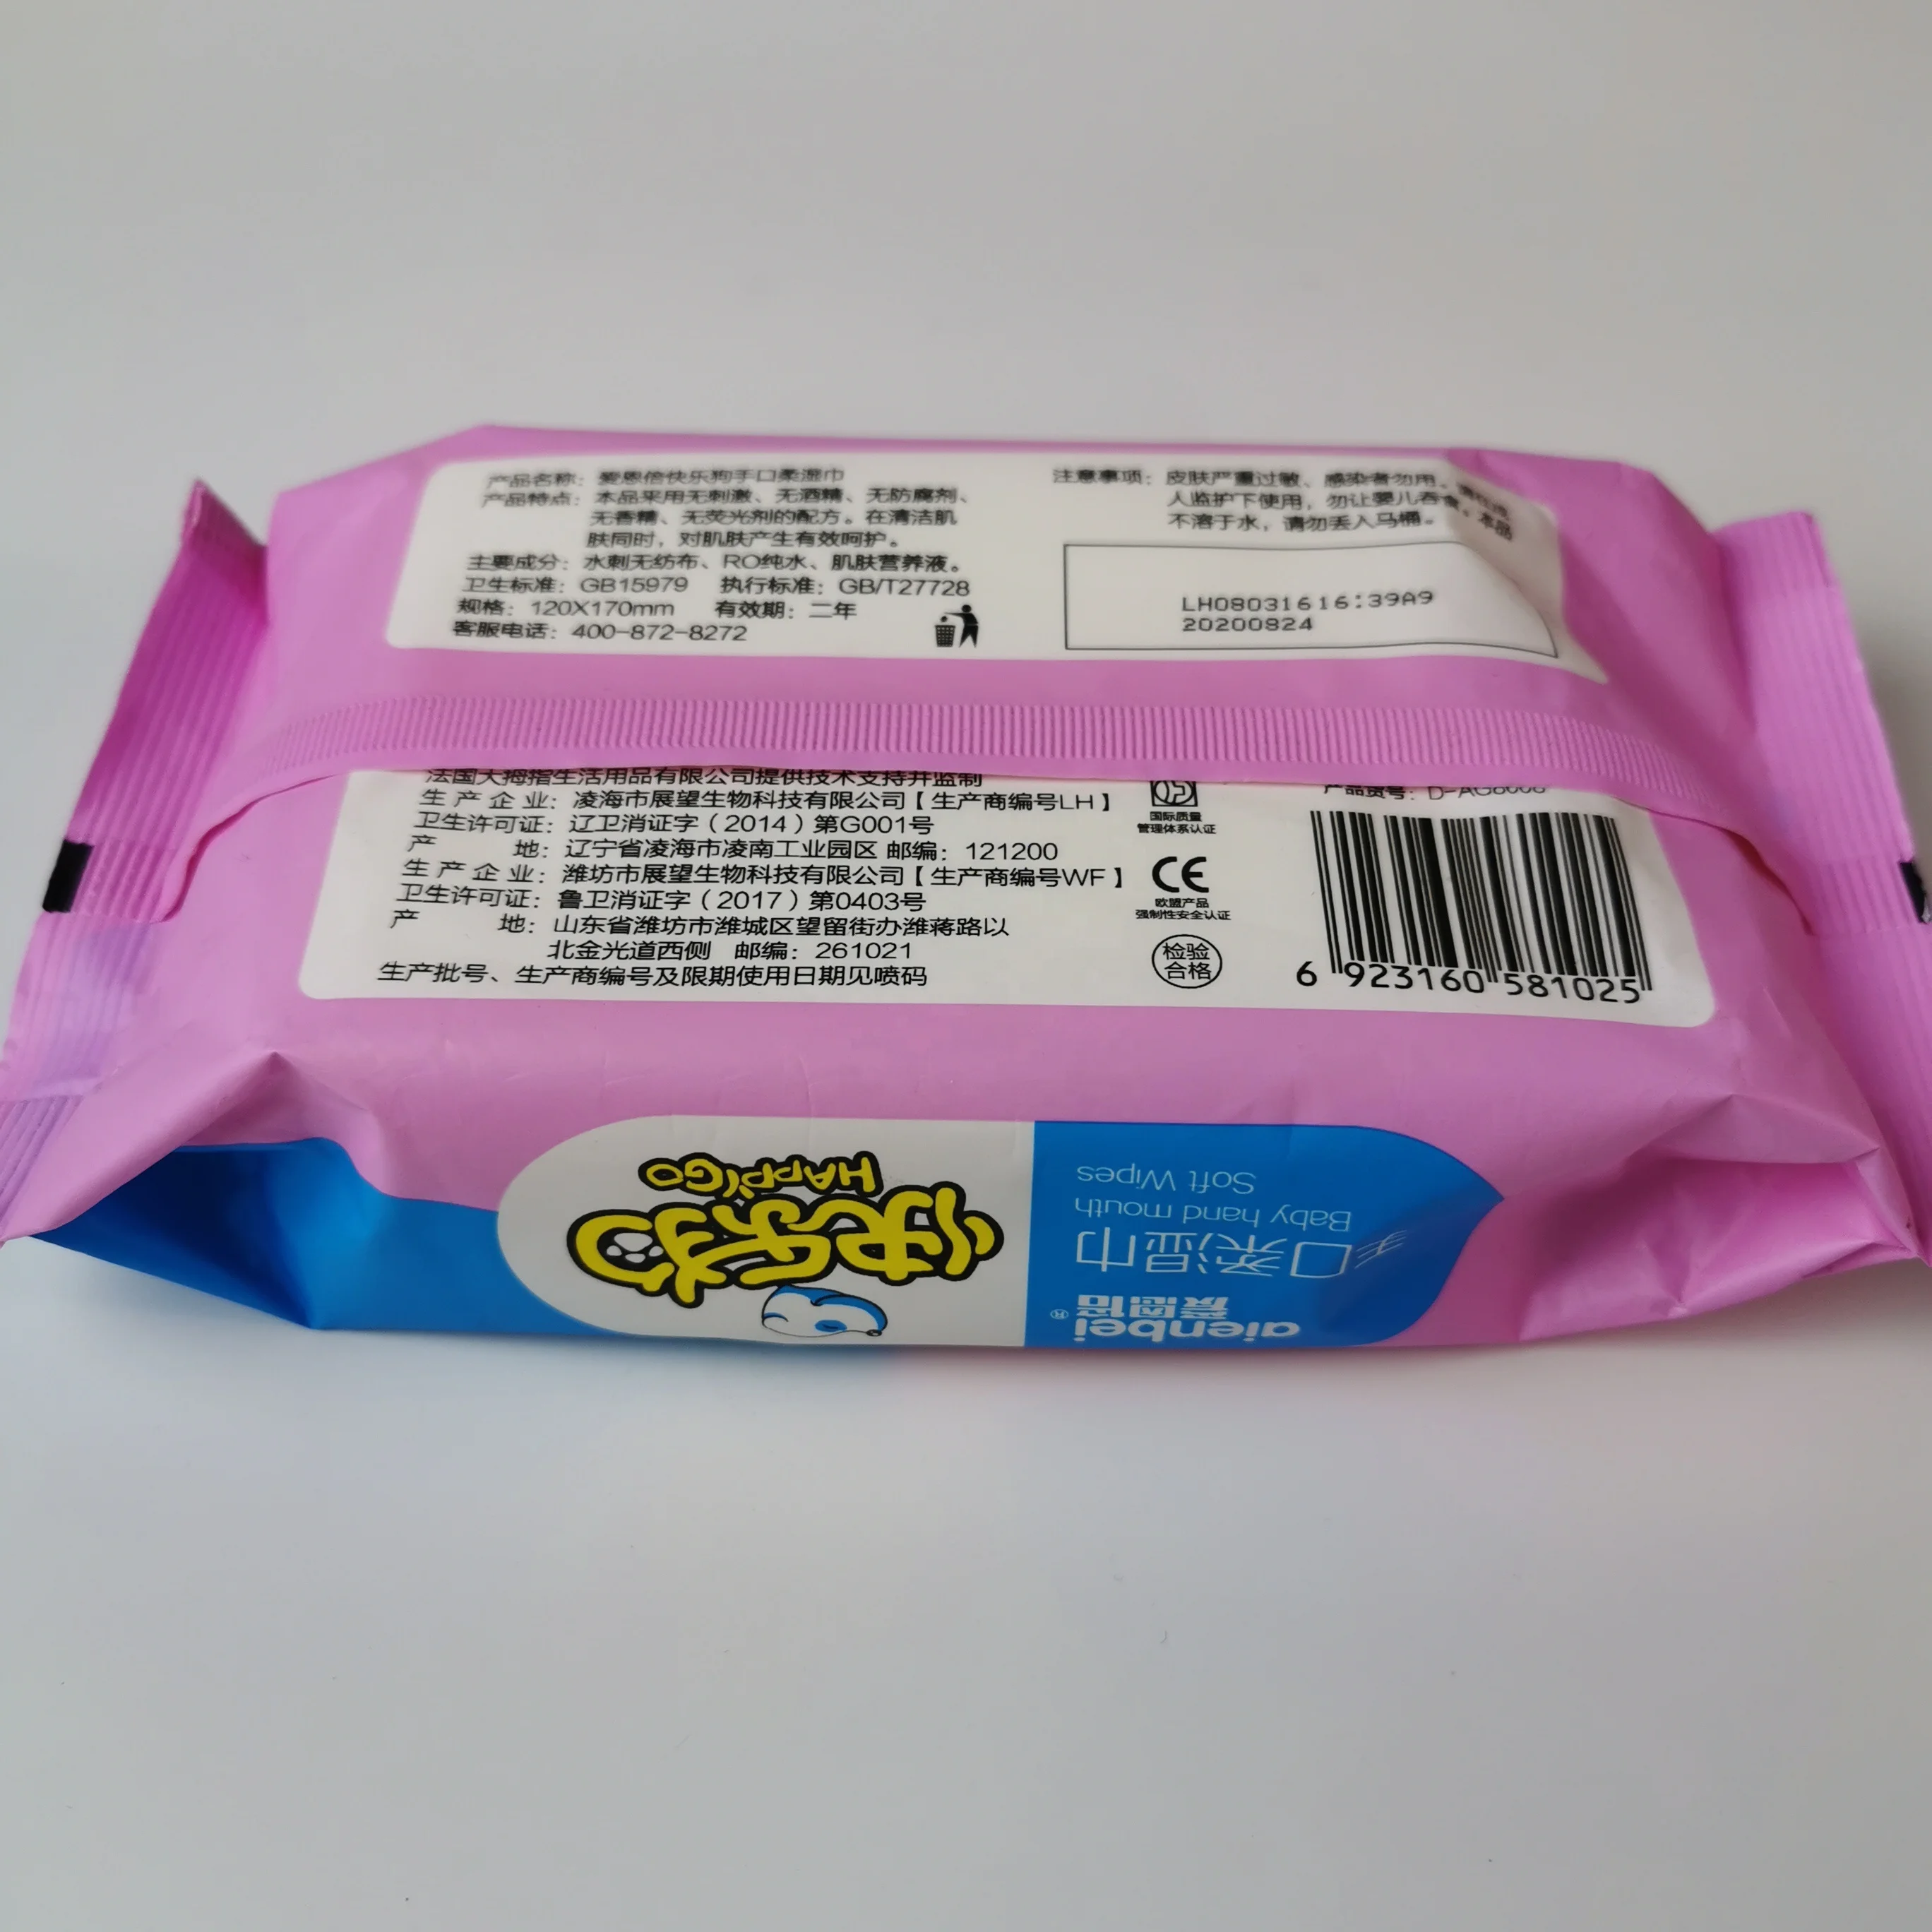 产品名称：爱恩倍快乐狗手口柔湿巾
产品特点：本品采用无刺激、无酒精、无防腐剂、
无香精、无荧光剂的配方。在清洁肌
肤同时，对肌肤产生有效呵护。
主要成分：水刺无纺布、RO纯水、肌肤营养液。
卫生标准：GB15979 执行标准：GB/T27728
规格：120X170mm 有效期：二年
客服电话：400-872-8272
注意事项：皮肤严重过敏、感染者勿用。
人监护下使用，勿让婴儿吞食。本品
不溶于水，请勿丢入马桶。
LH08031616:39A9
20200824
法国大拇指生活用品有限公司提供技术支持并监制
生产企业：凌海市展望生物科技有限公司【生产商编号LH】
卫生许可证：辽卫消证字（2014）第G001号
产地：辽宁省凌海市凌南工业园区 邮编：121200
生产企业：潍坊市展望生物科技有限公司【生产商编号WF】
卫生许可证：鲁卫消证字（2017）第0403号
产地：山东省潍坊市潍城区望留街办潍蒋路以
北金光道西侧 邮编：261021
生产批号、生产商编号及限期使用日期见喷码
国际质量
管理体系认证
CE
欧盟产品
强制性安全认证
检验
合格
产品货号：
6 923160 581025
aienbei
爱恩倍®
手口柔湿巾
Baby hand mouth
Soft Wipes
快乐狗
HAPPYGO